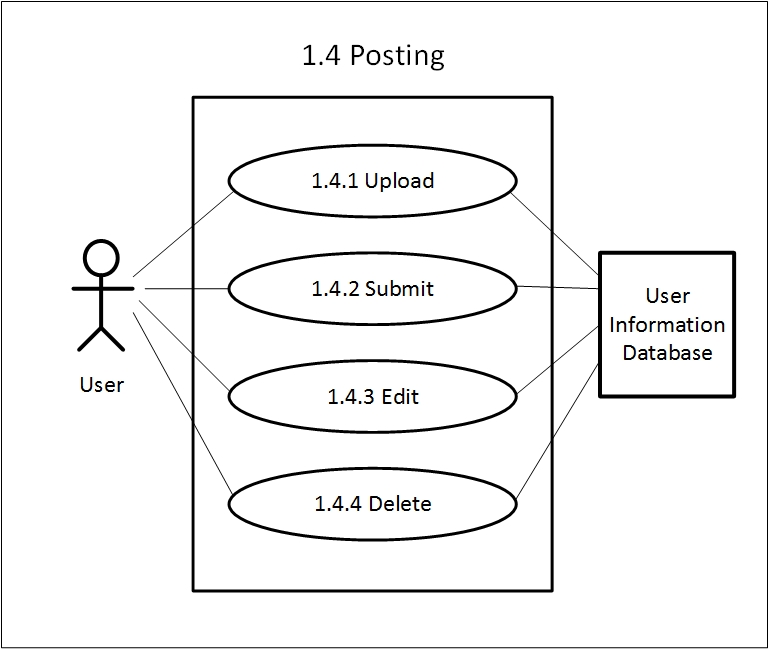 1.4 Posting
1.4.1 Upload
1.4.2 Submit
1.4.3 Edit
1.4.4 Delete
User
User
Information
Database